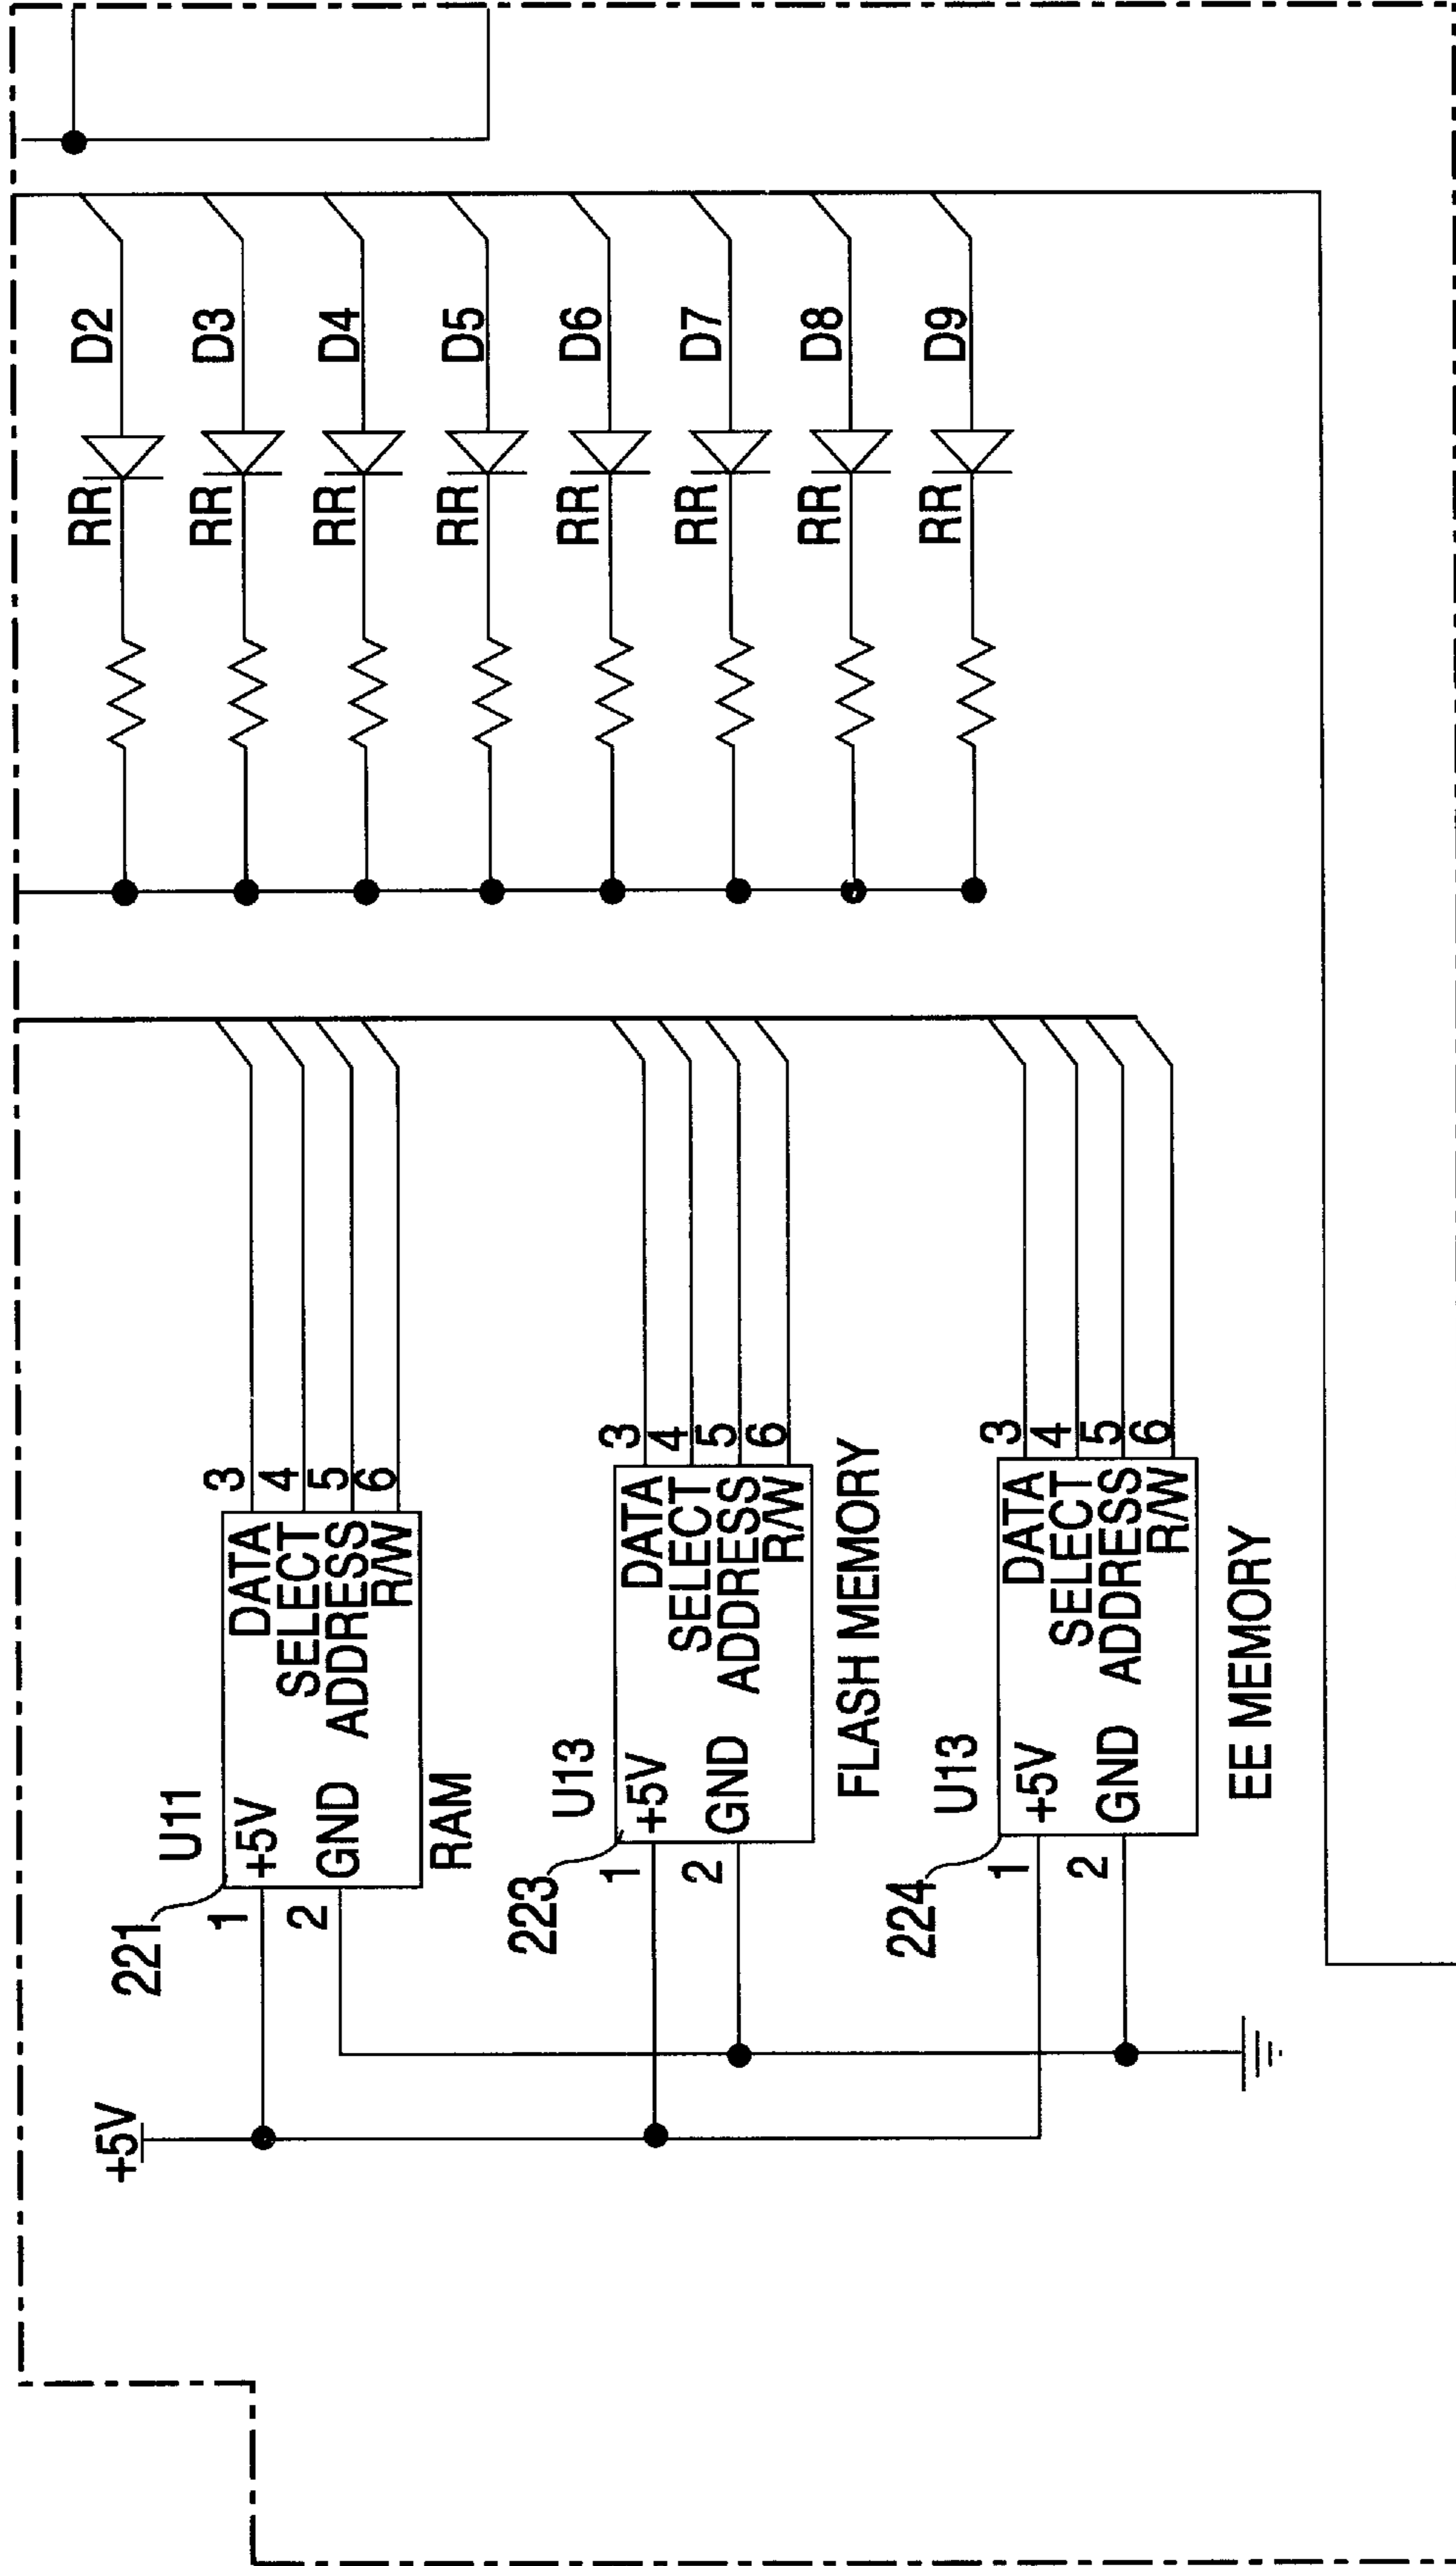 +5V
221
U11
1
2
+5V
GND
DATA
SELECT
ADDRESS
R/W
3
4
5
6
RAM
223
U13
1
2
+5V
GND
DATA
SELECT
ADDRESS
R/W
3
4
5
6
FLASH MEMORY
224
U13
1
2
+5V
GND
DATA
SELECT
ADDRESS
R/W
3
4
5
6
EE MEMORY
RR D2
RR D3
RR D4
RR D5
RR D6
RR D7
RR D8
RR D9